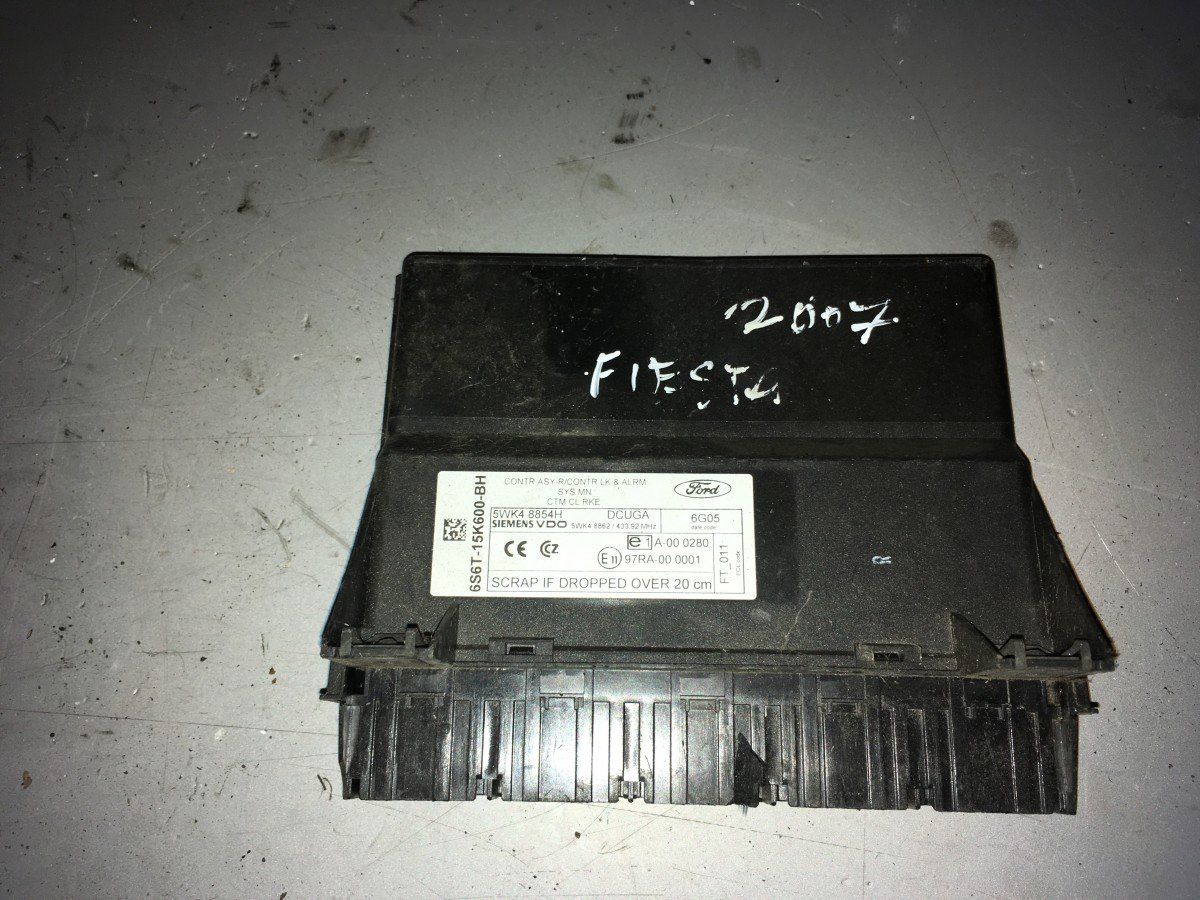 2007
FIESTA
6S6T-15K600-BH
CONTR ASY-R/CONTR LK & ALRM
SYS MN
CTM CL RKE
Ford
5WK4 8854H DCUGA
SIEMENS VDO 5WK4 8862 / 433.92 MHz
6G05
date code
CE CZ
e1 A-00 0280
E11 97RA-00 0001
FT_011
SCRAP IF DROPPED OVER 20 cm
R